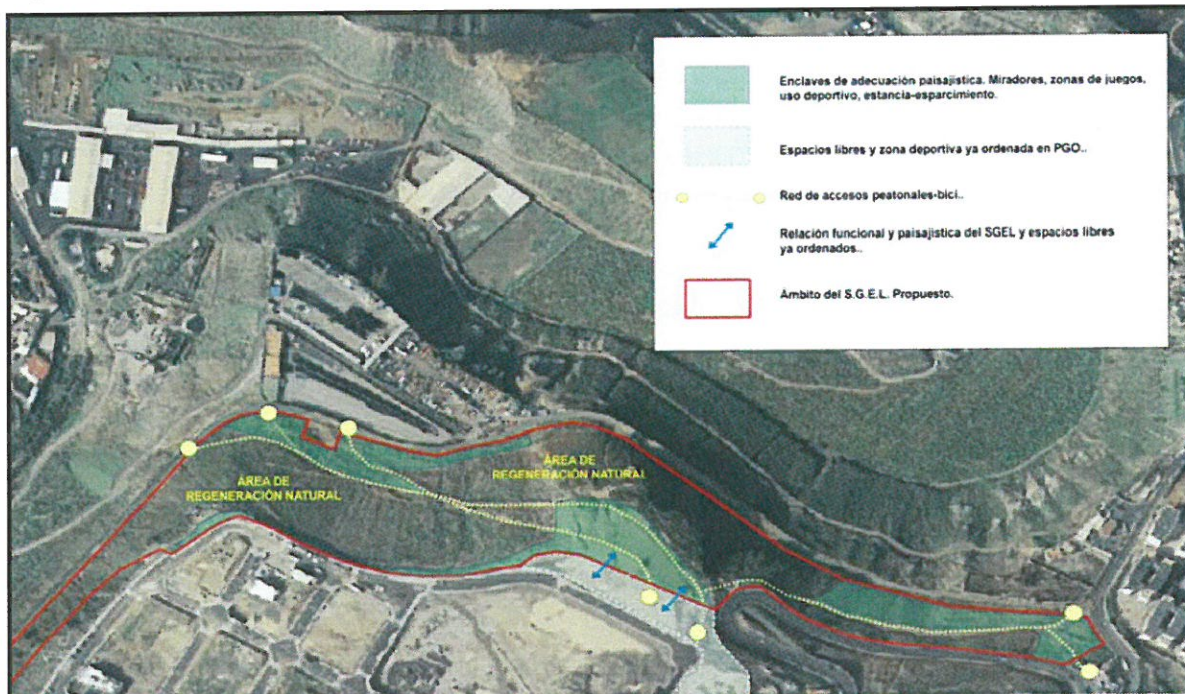 Enclaves de adecuación paisajística. Miradores, zonas de juegos,
uso deportivo, estancia-esparcimiento.
Espacios libres y zona deportiva ya ordenada en PGO..
Red de accesos peatonales-bici..
Relación funcional y paisajística del SGEL y espacios libres
ya ordenados..
Ámbito del S.G.E.L. Propuesto.
ÁREA DE
REGENERACIÓN NATURAL
ÁREA DE
REGENERACIÓN NATURAL